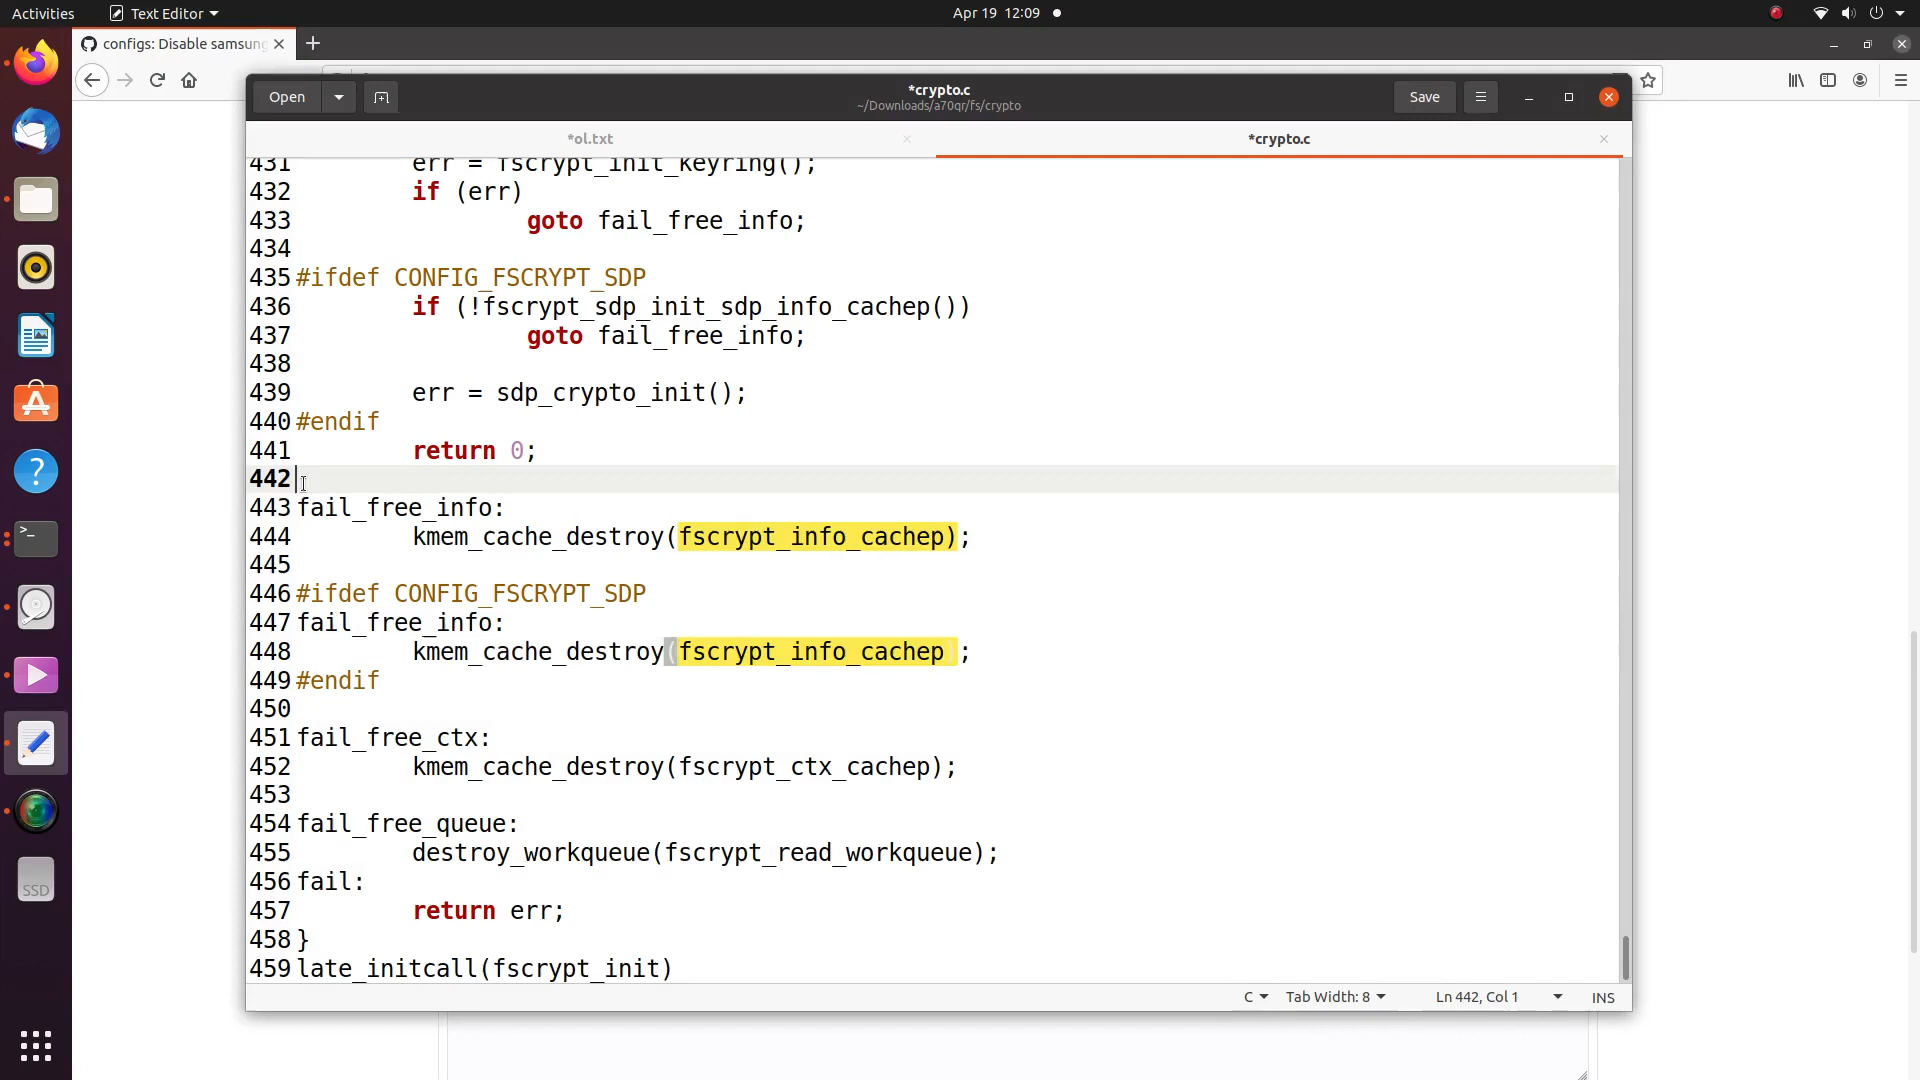 Activities
Text Editor
Apr 19 12:09
configs: Disable samsung
Open
*crypto.c
~/Downloads/a70qr/fs/crypto
Save
*ol.txt
*crypto.c
431 err = fscrypt_init_keyring();
432 if (err)
433 goto fail_free_info;
434
435 #ifdef CONFIG_FSCRYPT_SDP
436 if (!fscrypt_sdp_init_sdp_info_cachep())
437 goto fail_free_info;
438
439 err = sdp_crypto_init();
440 #endif
441 return 0;
442
443 fail_free_info:
444 kmem_cache_destroy(fscrypt_info_cachep);
445
446 #ifdef CONFIG_FSCRYPT_SDP
447 fail_free_info:
448 kmem_cache_destroy(fscrypt_info_cachep);
449 #endif
450
451 fail_free_ctx:
452 kmem_cache_destroy(fscrypt_ctx_cachep);
453
454 fail_free_queue:
455 destroy_workqueue(fscrypt_read_workqueue);
456 fail:
457 return err;
458 }
459 late_initcall(fscrypt_init)
C
Tab Width: 8
Ln 442, Col 1
INS
SSD